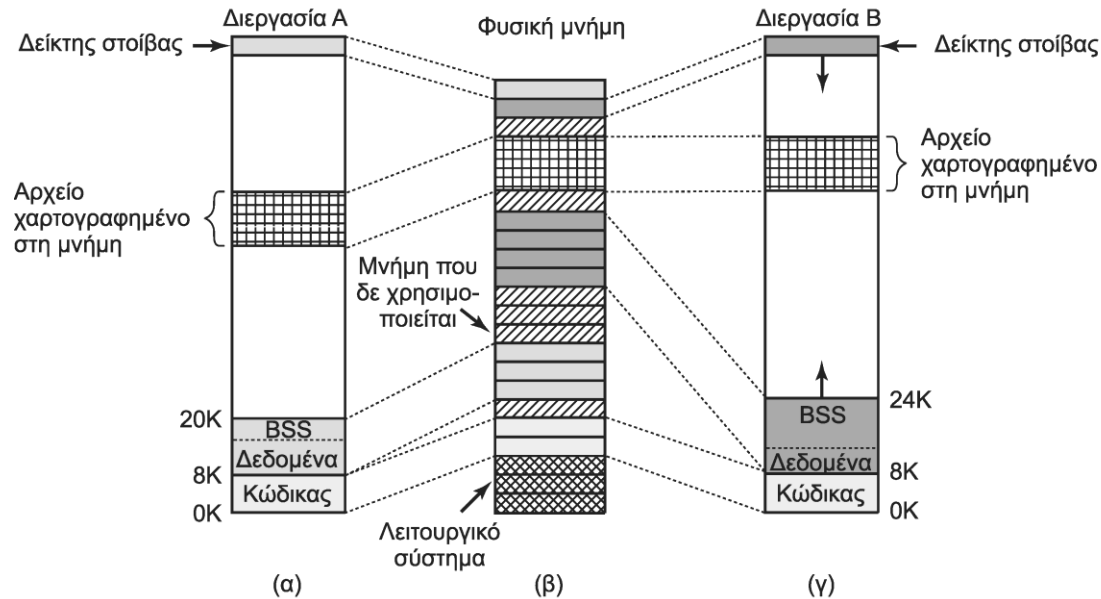 Διεργασία Α
Φυσική μνήμη
Διεργασία Β
Δείκτης στοίβας
Δείκτης στοίβας
Αρχείο
χαρτογραφημένο
στη μνήμη
Αρχείο
χαρτογραφημένο
στη μνήμη
Μνήμη που
δε χρησιμο-
ποιείται
20K
BSS
Δεδομένα
8K
Κώδικας
0K
24K
BSS
Δεδομένα
8K
Κώδικας
0K
Λειτουργικό
σύστημα
(α)
(β)
(γ)